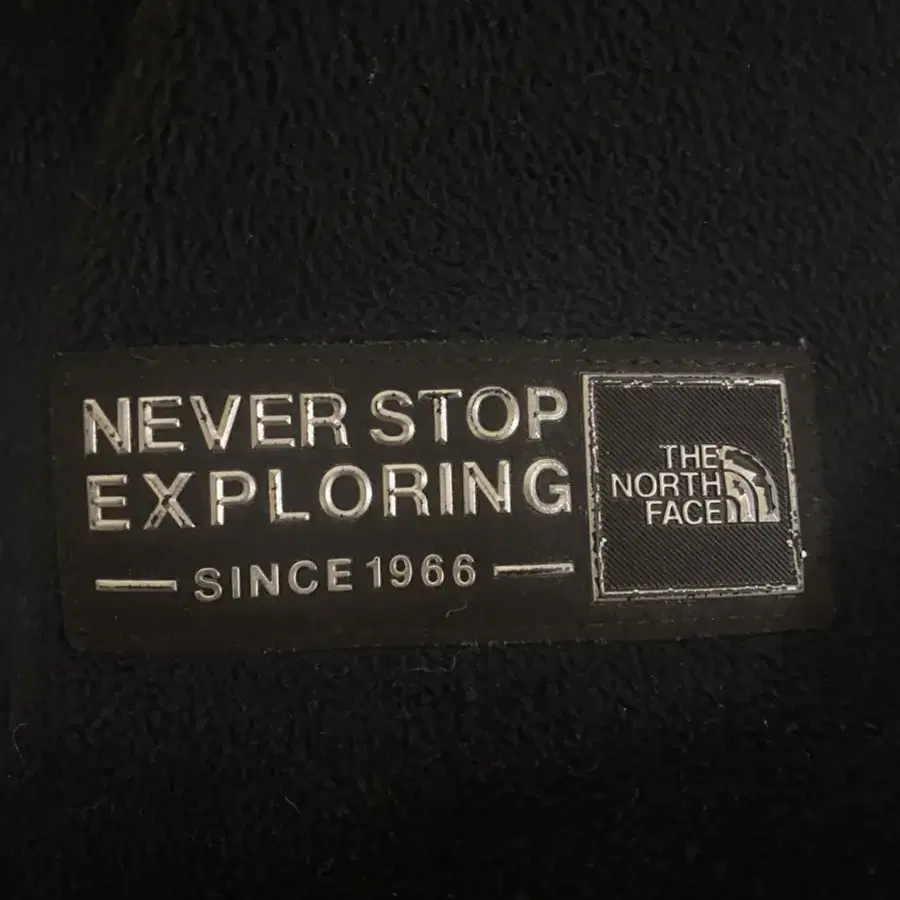 NEVER STOP
EXPLORING
SINCE 1966
THE
NORTH
FACE